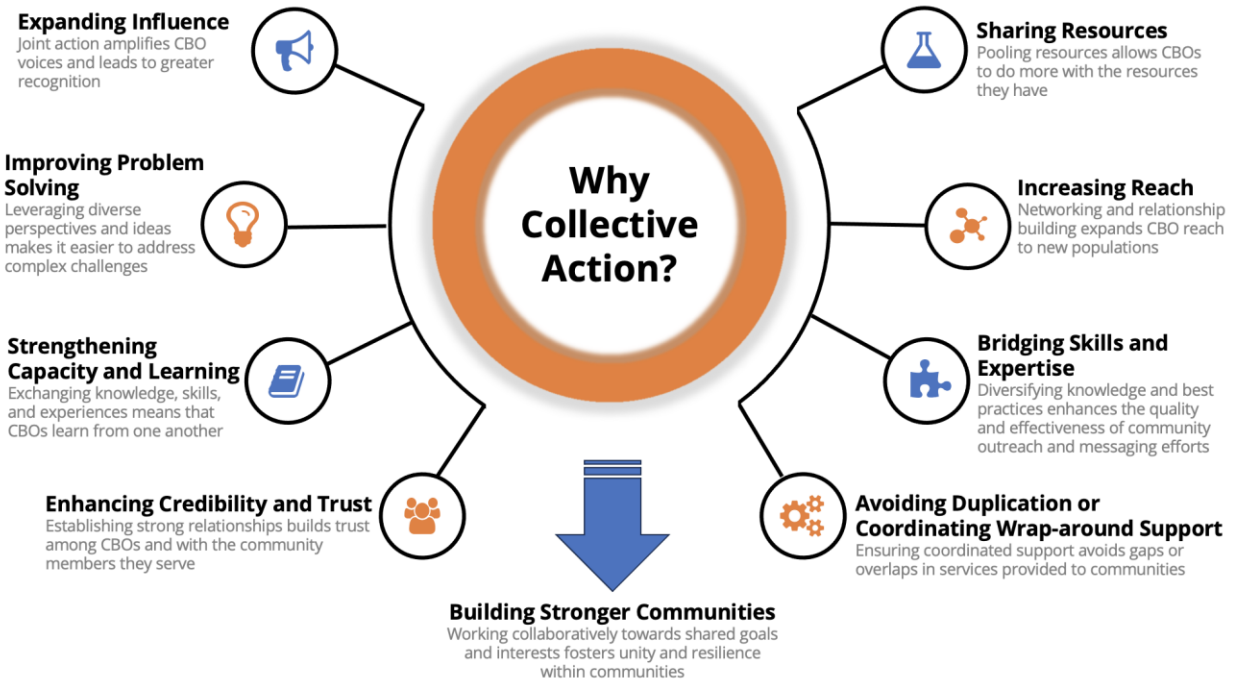 Expanding Influence
Joint action amplifies CBO
voices and leads to greater
recognition
Improving Problem
Solving
Leveraging diverse
perspectives and ideas
makes it easier to address
complex challenges
Strengthening
Capacity and Learning
Exchanging knowledge, skills,
and experiences means that
CBOs learn from one another
Enhancing Credibility and Trust
Establishing strong relationships builds trust
among CBOs and with the community
members they serve
Why
Collective
Action?
Sharing Resources
Pooling resources allows CBOs
to do more with the resources
they have
Increasing Reach
Networking and relationship
building expands CBO reach
to new populations
Bridging Skills and
Expertise
Diversifying knowledge and best
practices enhances the quality
and effectiveness of community
outreach and messaging efforts
Avoiding Duplication or
Coordinating Wrap-around Support
Ensuring coordinated support avoids gaps or
overlaps in services provided to communities
Building Stronger Communities
Working collaboratively towards shared goals
and interests fosters unity and resilience
within communities